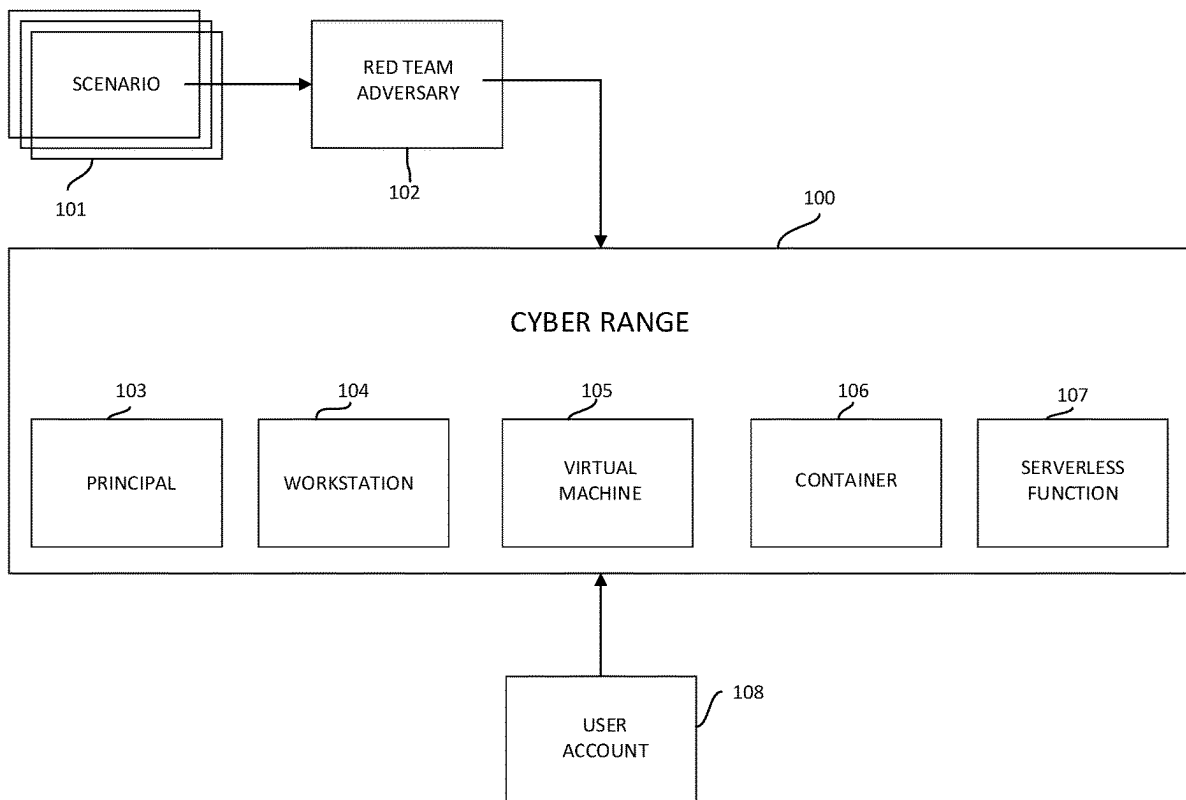 SCENARIO
RED TEAM
ADVERSARY
101
102
100
CYBER RANGE
103
104
105
106
107
PRINCIPAL
WORKSTATION
VIRTUAL
MACHINE
CONTAINER
SERVERLESS
FUNCTION
108
USER
ACCOUNT